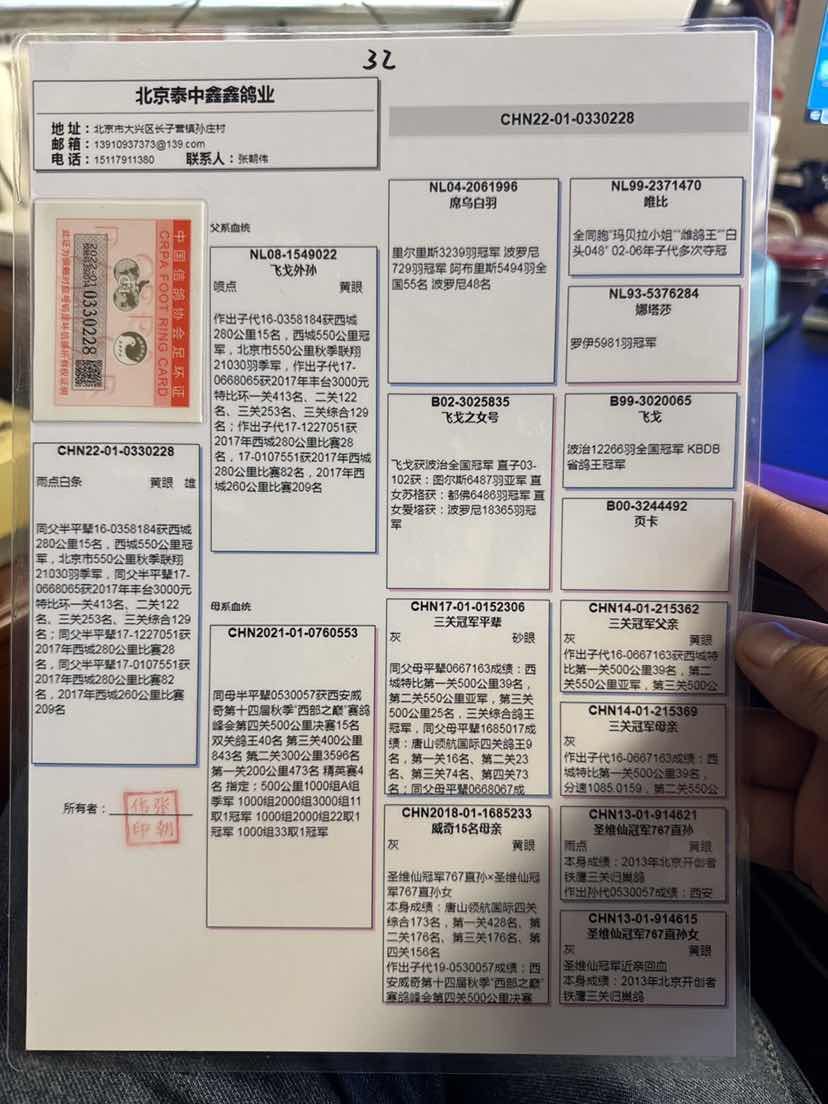 32
北京泰中鑫鑫鸽业
地 址：北京市大兴区长子营镇孙庄村
邮 箱：13910937373@139.com
电 话：15117911380 联系人：张朝伟
CHN22-01-0330228
中国信鸽协会足环证
CRPA FOOT RING CARD
2022-01-0330228
CHN22-01-0330228
雨点白条 黄眼 雄
同父半平辈16-0358184获西城
280公里15名，西城550公里冠
军，北京市550公里秋季联翔
21030羽季军，同父半平辈17-
0668065获2017年丰台3000元
特比环一关413名、二关122
名、三关253名、三关综合129
名；同父半平辈17-1227051获
2017年西城280公里比赛28
名，同父半平辈17-0107551获
2017年西城280公里比赛82
名，2017年西城260公里比赛
209名
所有者：
张朝
伟印
父系血统
NL08-1549022
飞戈外孙
喷点 黄眼
作出子代16-0358184获西城
280公里15名，西城550公里冠
军，北京市550公里秋季联翔
21030羽季军，作出子代17-
0668065获2017年丰台3000元
特比环一关413名、二关122
名、三关253名、三关综合129
名；作出子代17-1227051获
2017年西城280公里比赛28
名，17-0107551获2017年西城
280公里比赛82名，2017年西
城260公里比赛209名
母系血统
CHN2021-01-0760553
同母半平辈0530057获西安威
奇第十四届秋季“西部之巅”赛鸽
峰会第四关500公里决赛15名
双关鸽王40名 第三关400公里
843名 第二关300公里3596名
第一关200公里473名 精英赛4
名 指定：500公里1000组A组
季军 1000组2000组3000组11
取1冠军 1000组2000组22取1
冠军 1000组33取1冠军
NL04-2061996
席乌白羽
里尔里斯3239羽冠军 波罗尼
729羽冠军 阿布里斯5494羽全
国55名 波罗尼48名
B02-3025835
飞戈之女号
飞戈获波治全国冠军 直子03-
102获：图尔斯6487羽亚军 直
女苏格获：都佛6486羽冠军 直
女爱塔获：波罗尼18365羽冠
军
CHN17-01-0152306
三关冠军平辈
灰 砂眼
同父母平辈0667163成绩：西
城特比第一关500公里39名，
第二关550公里亚军，第三关
500公里25名，三关综合鸽王
冠军，同父母平辈1685017成
绩：唐山领航国际四关鸽王9
名，第一关16名、第二关23
名、第三关74名、第四关73
名；同父母平辈0668067成
CHN2018-01-1685233
威奇15名母亲
灰 黄眼
圣维仙冠军767直孙×圣维仙冠
军767直孙女
本身成绩：唐山领航国际四关
综合173名，第一关428名、第
二关176名、第三关176名、第
四关156名
作出子代19-0530057成绩：西
安威奇第十四届秋季“西部之巅”
赛鸽峰会第四关500公里决赛
NL99-2371470
唯比
全同胞“玛贝拉小姐”“雌鸽王”“白
头048” 02-06年子代多次夺冠
NL93-5376284
娜塔莎
罗伊5981羽冠军
B99-3020065
飞戈
波治12266羽全国冠军 KBDB
省鸽王冠军
B00-3244492
页卡
CHN14-01-215362
三关冠军父亲
灰 黄眼
作出子代16-0667163获西城特
比第一关500公里39名，第二
关550公里亚军，第三关500公
CHN14-01-215369
三关冠军母亲
灰
作出子代16-0667163成绩：西
城特比第一关500公里39名，
分速1085.0159，第二关550公
CHN13-01-914621
圣维仙冠军767直孙
雨点 黄眼
本身成绩：2013年北京开创者
铁鹰三关归巢鸽
作出孙代0530057成绩：西安
CHN13-01-914615
圣维仙冠军767直孙女
灰 黄眼
圣维仙冠军近亲回血
本身成绩：2013年北京开创者
铁鹰三关归巢鸽